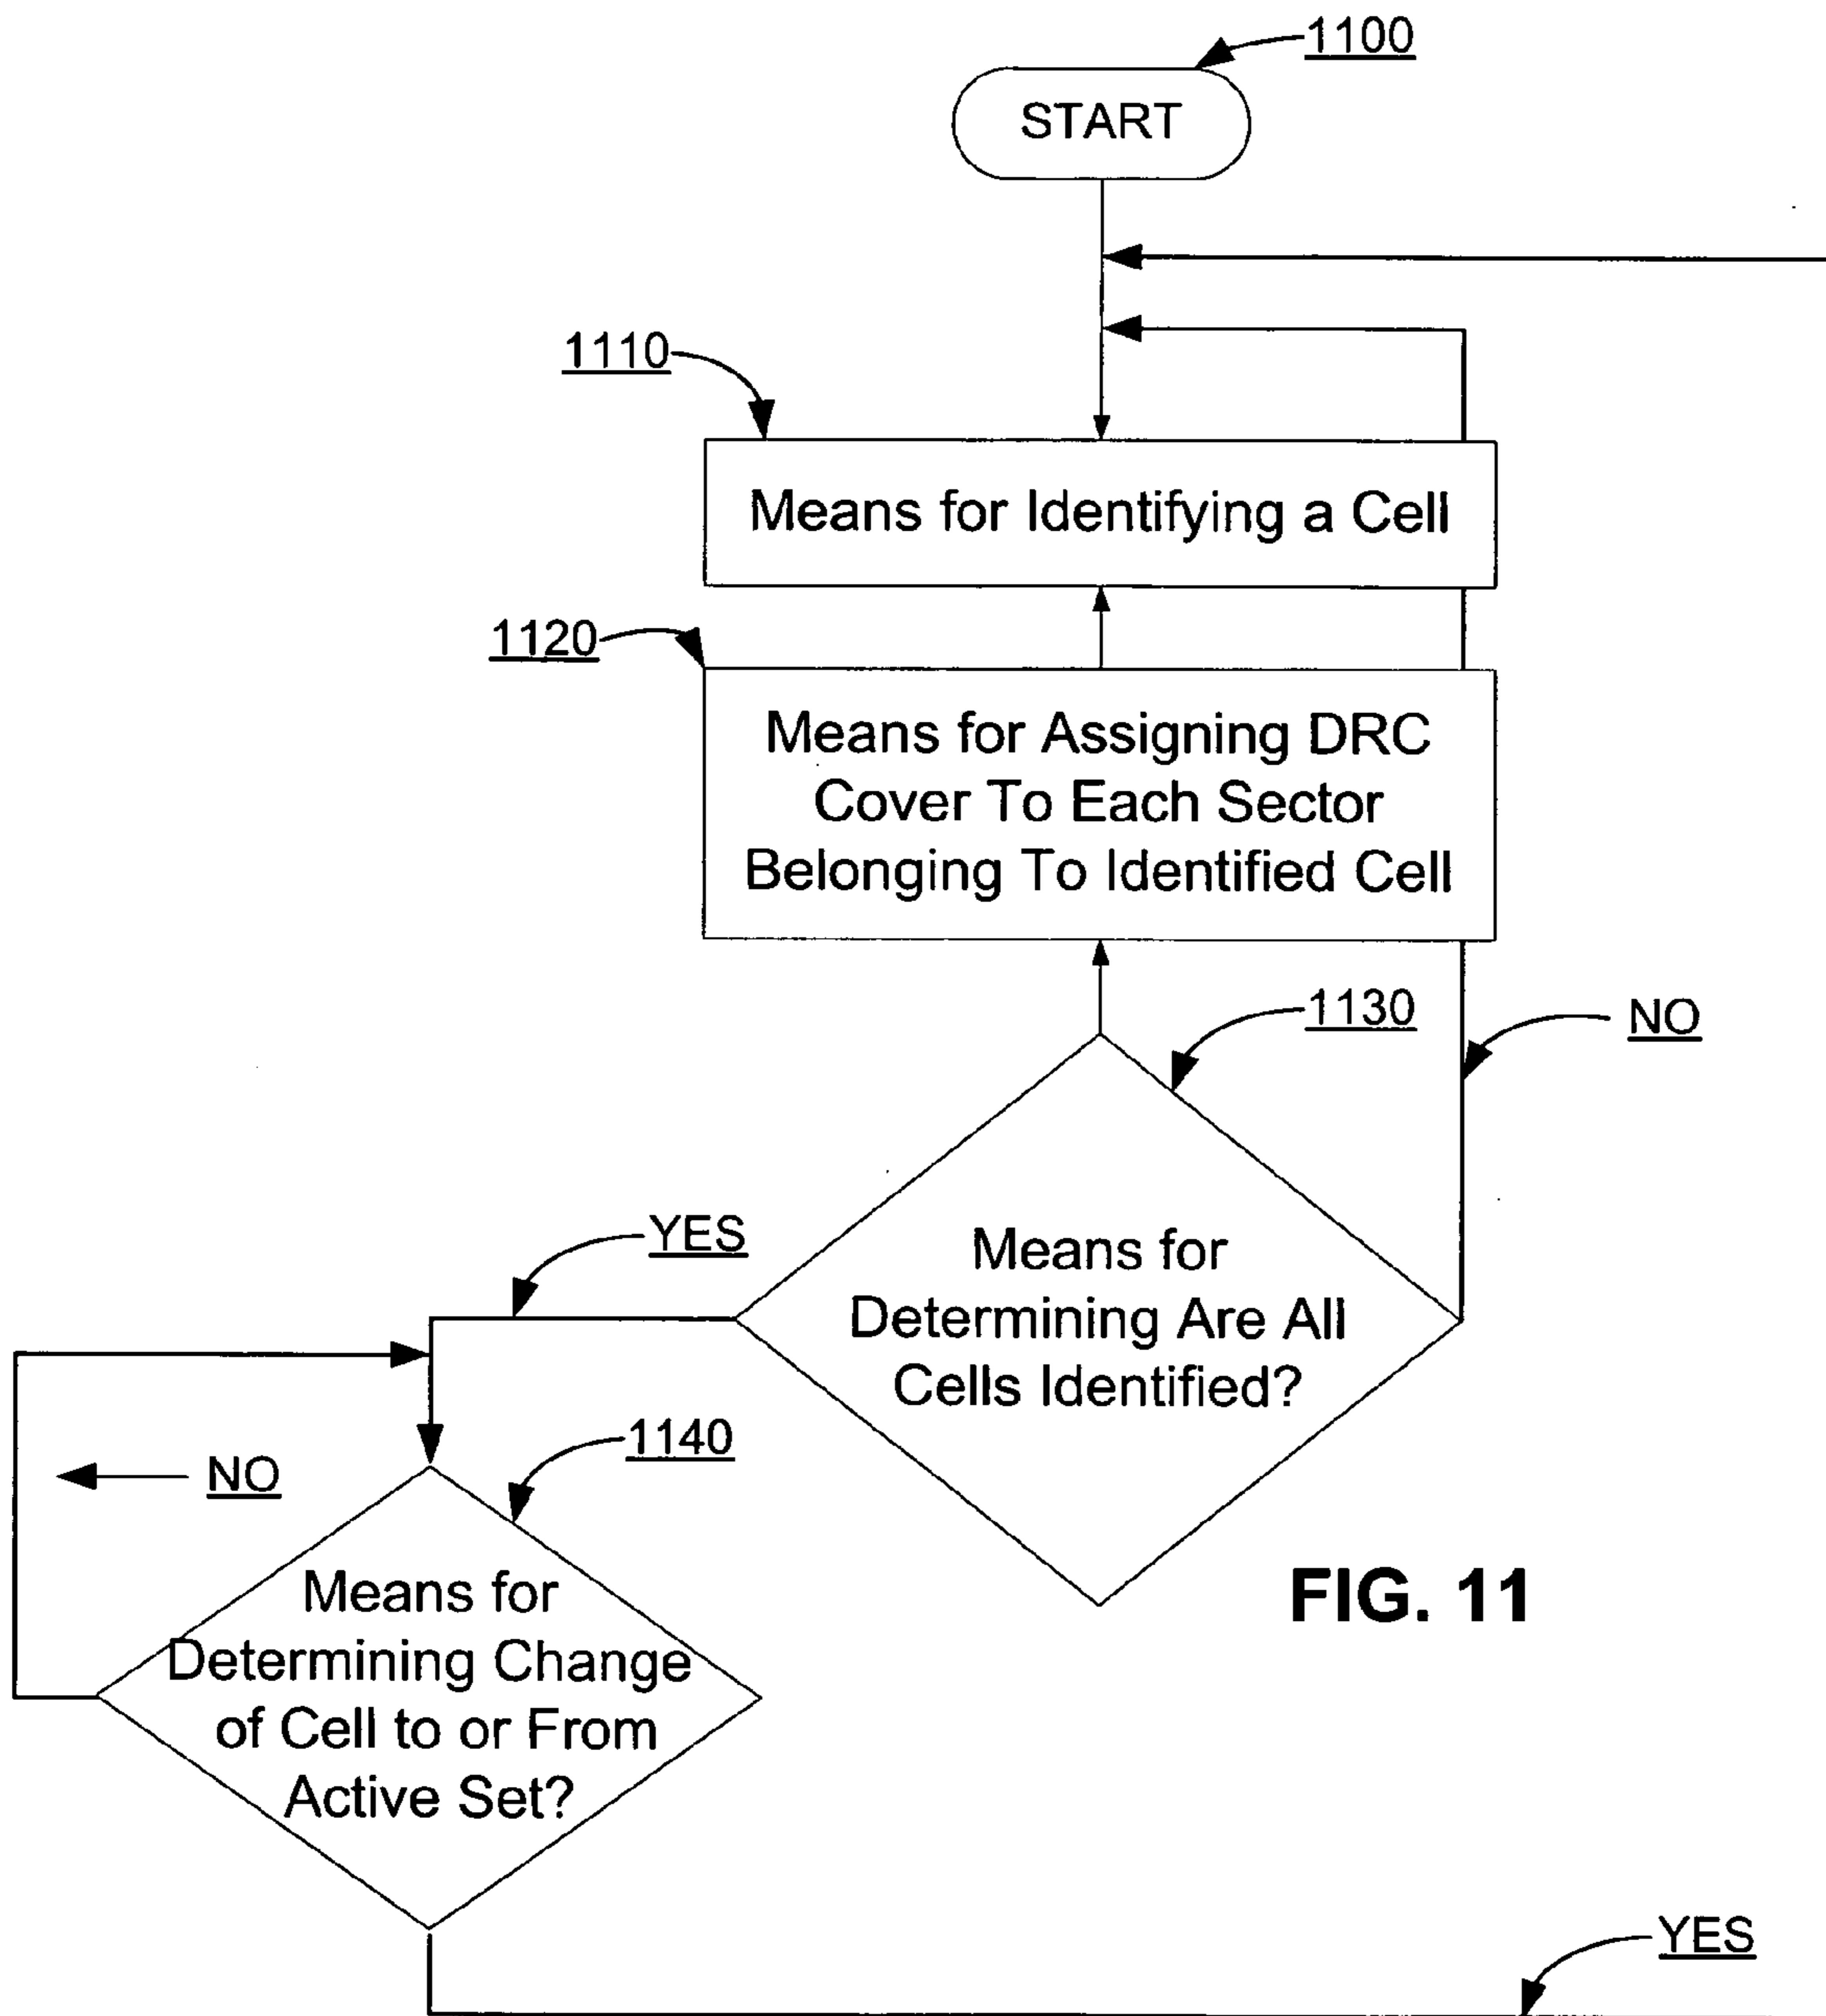 1100
START
1110
Means for Identifying a Cell
1120
Means for Assigning DRC
Cover To Each Sector
Belonging To Identified Cell
1130
NO
YES
Means for
Determining Are All
Cells Identified?
1140
NO
Means for
Determining Change
of Cell to or From
Active Set?
FIG. 11
YES